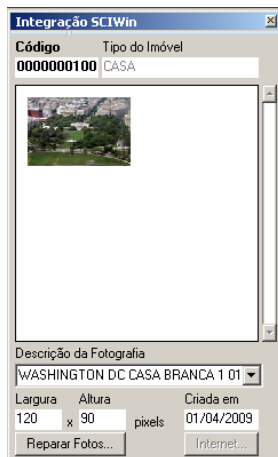 Integração SCIWin
Código Tipo do Imóvel
0000000100 CASA
Descrição da Fotografia
WASHINGTON DC CASA BRANCA 1 01
Largura Altura Criada em
120 x 90 pixels 01/04/2009
Reparar Fotos... Internet...